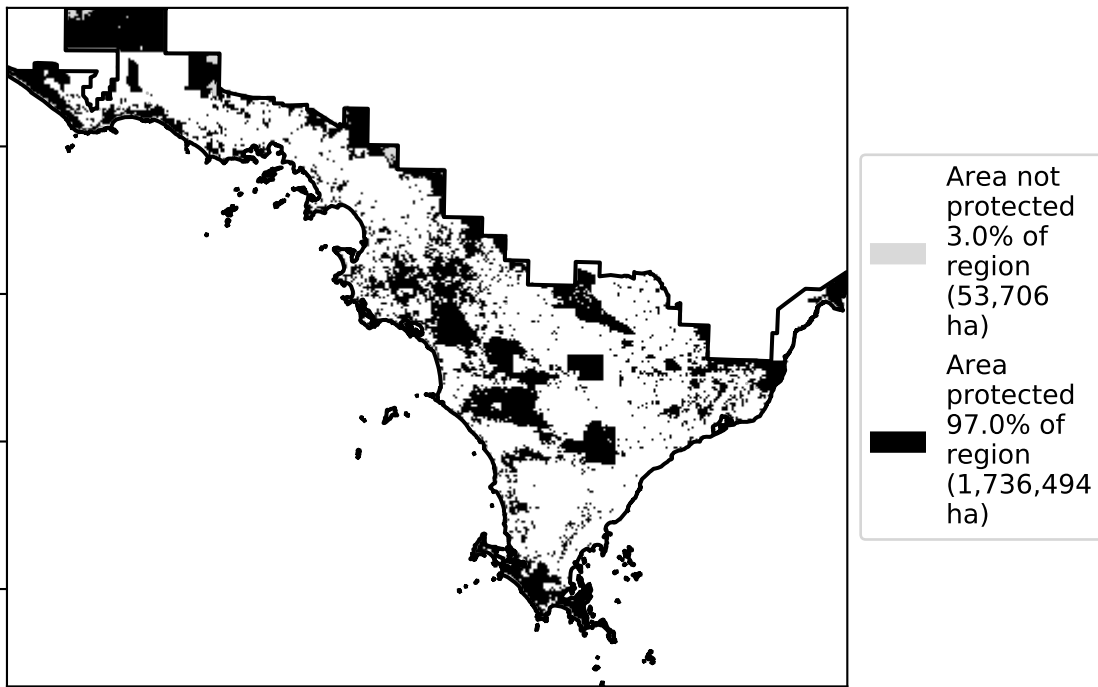 Area not
protected
3.0% of
region
(53,706
ha)
Area
protected
97.0% of
region
(1,736,494
ha)